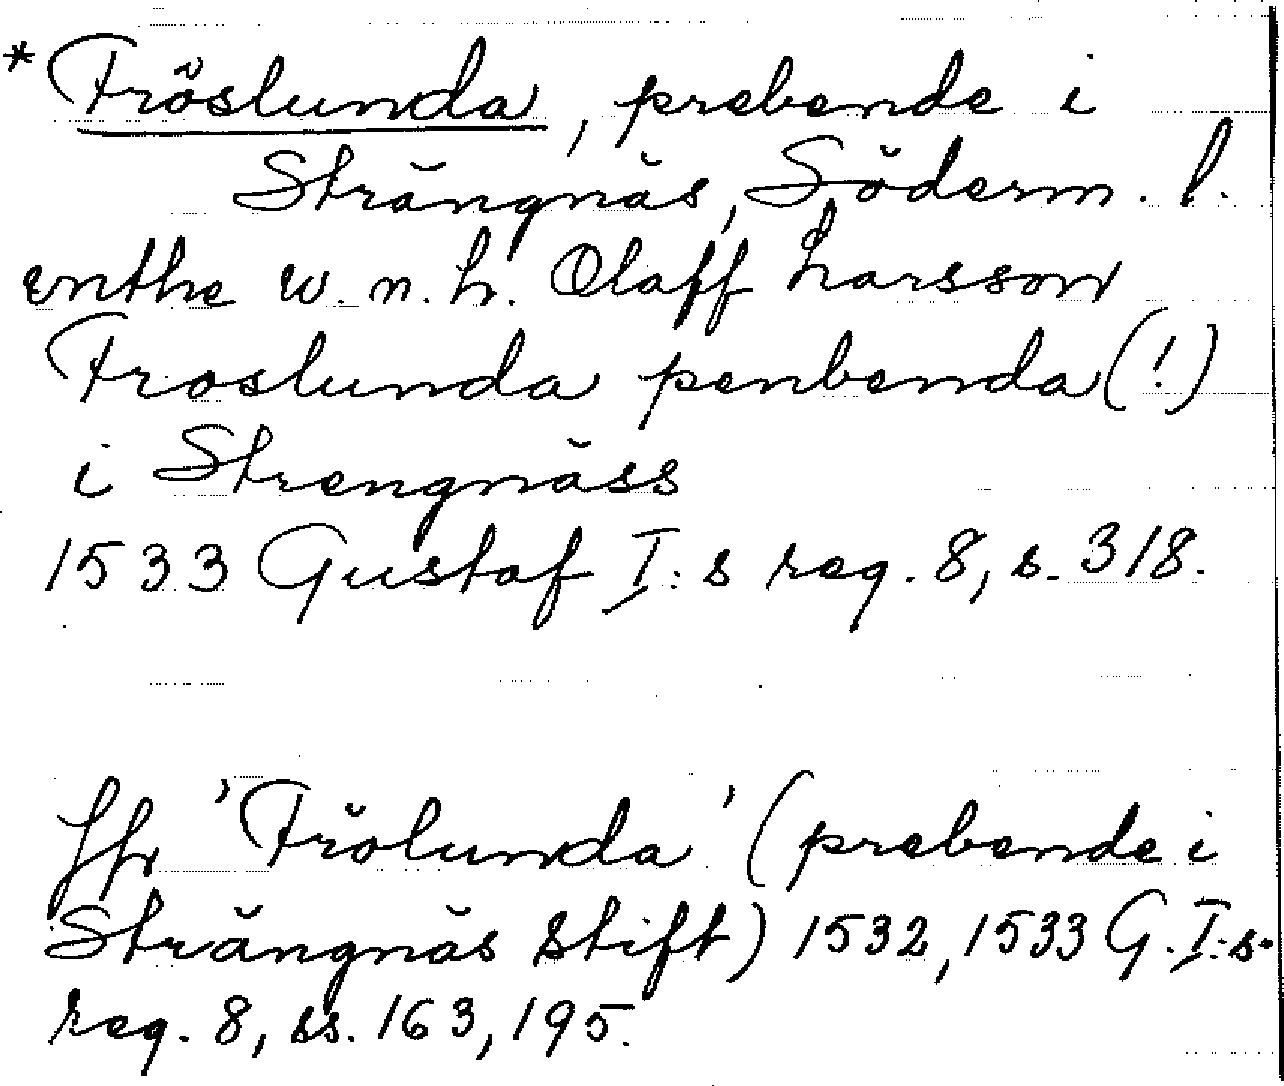 *Fröslunda, prebende i
Strängnäs, Söderm. l.
enthe w. n. h. Olaff Larsson
Froslunda penbenda (!)
i Strengnäss
1533 Gustaf I:s reg. 8, s. 318.
Jfr 'Frölunda' (prebende i
Strängnäs stift) 1532, 1533 G. I:s.
reg. 8, ss. 163, 195.